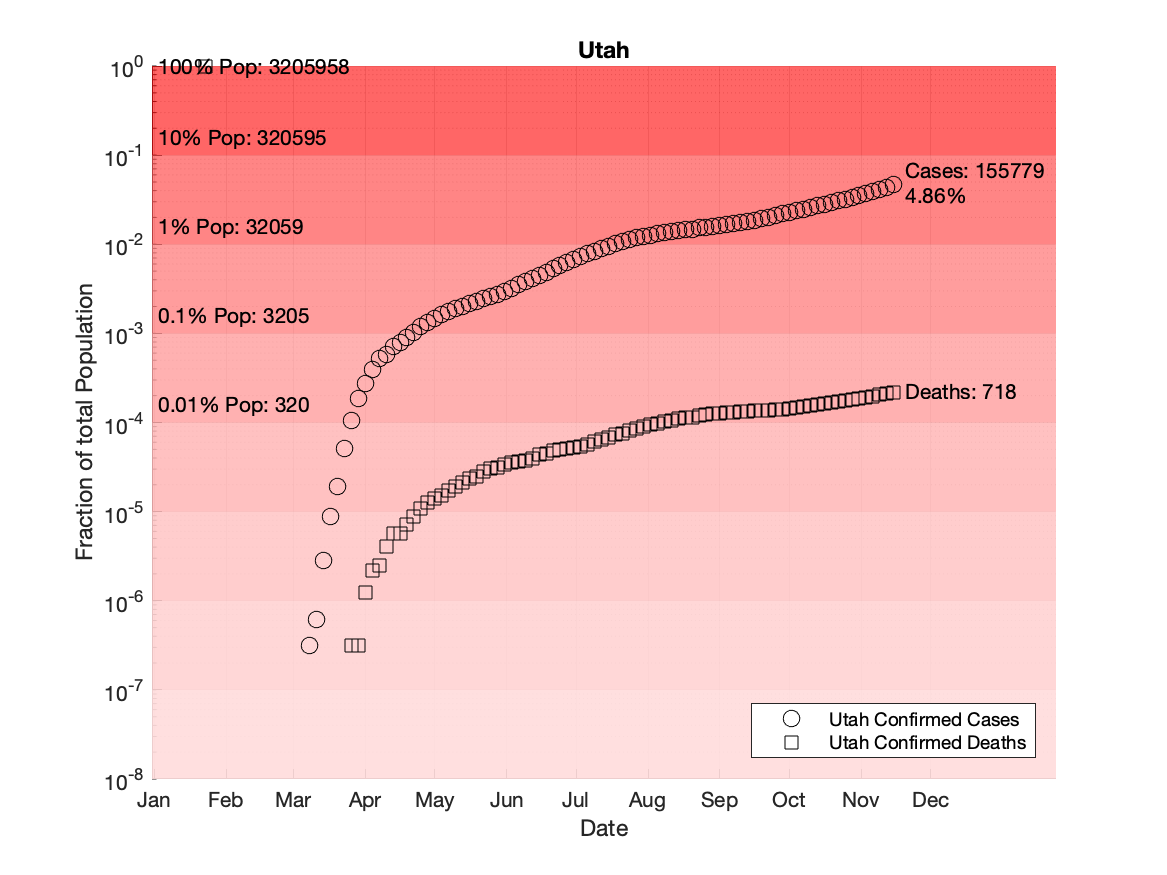 Utah
10^0
100% Pop: 3205958
10% Pop: 320595
10^-1
Cases: 155779
4.86%
1% Pop: 32059
10^-2
0.1% Pop: 3205
10^-3
Deaths: 718
0.01% Pop: 320
10^-4
10^-5
10^-6
10^-7
10^-8
Fraction of total Population
Utah Confirmed Cases
Utah Confirmed Deaths
Jan Feb Mar Apr May Jun Jul Aug Sep Oct Nov Dec
Date